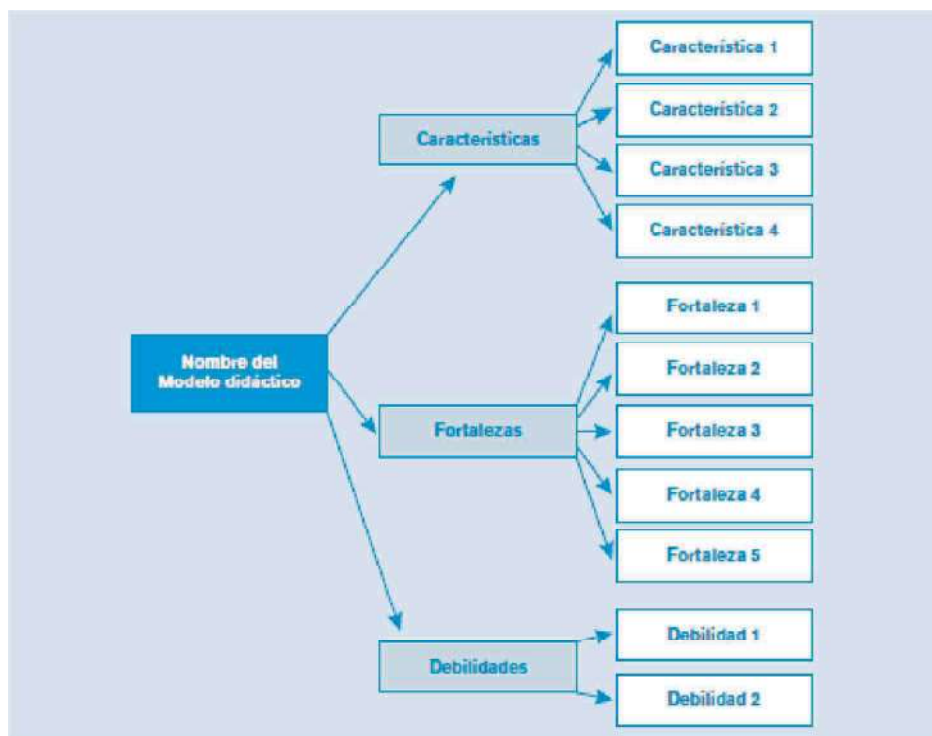 Característica 1
Característica 2
Características
Característica 3
Característica 4
Fortaleza 1
Nombre del
Modelo didáctico
Fortaleza 2
Fortalezas
Fortaleza 3
Fortaleza 4
Fortaleza 5
Debilidad 1
Debilidades
Debilidad 2